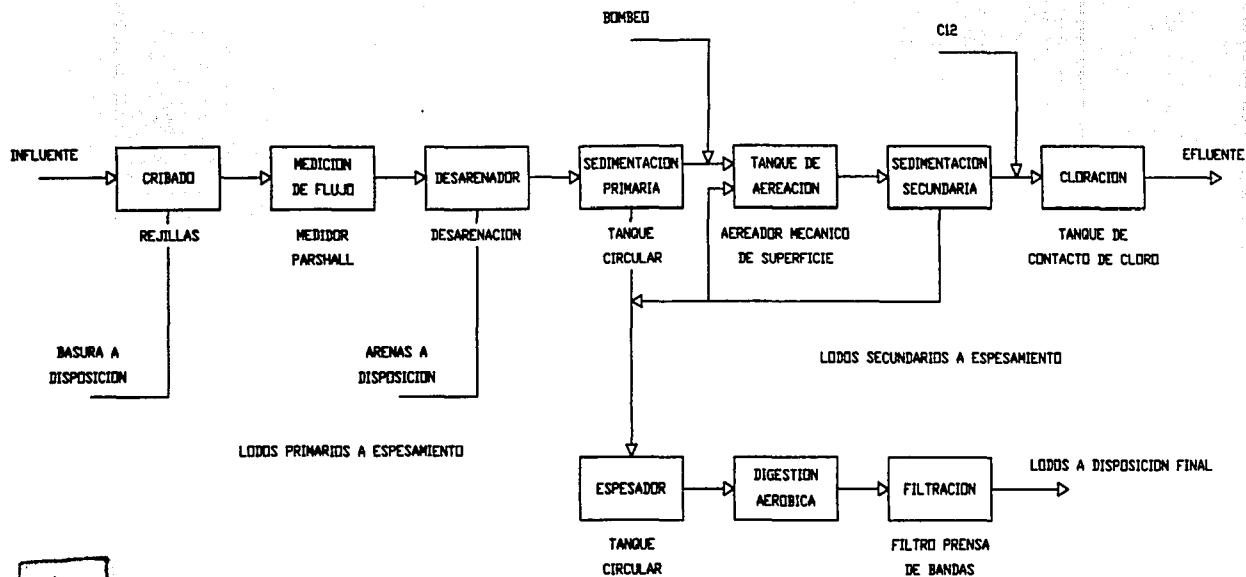 BOMBEO
C12
INFLUENTE
CRIBADO
MEDICION
DE FLUJO
DESARENADOR
SEDIMENTACION
PRIMARIA
TANQUE DE
AEREACION
SEDIMENTACION
SECUNDARIA
CLORACION
EFLUENTE
REJILLAS
MEDIDOR
PARSHALL
DESARENACION
TANQUE
CIRCULAR
AEREADOR MECANICO
DE SUPERFICIE
TANQUE DE
CONTACTO DE CLORO
BASURA A
DISPOSICION
ARENAS A
DISPOSICION
LODOS SECUNDARIOS A ESPESAMIENTO
LODOS PRIMARIOS A ESPESAMIENTO
ESPESADOR
DIGESTION
AEROBICA
FILTRACION
LODOS A DISPOSICION FINAL
TANQUE
CIRCULAR
FILTRO PRENSA
DE BANDAS